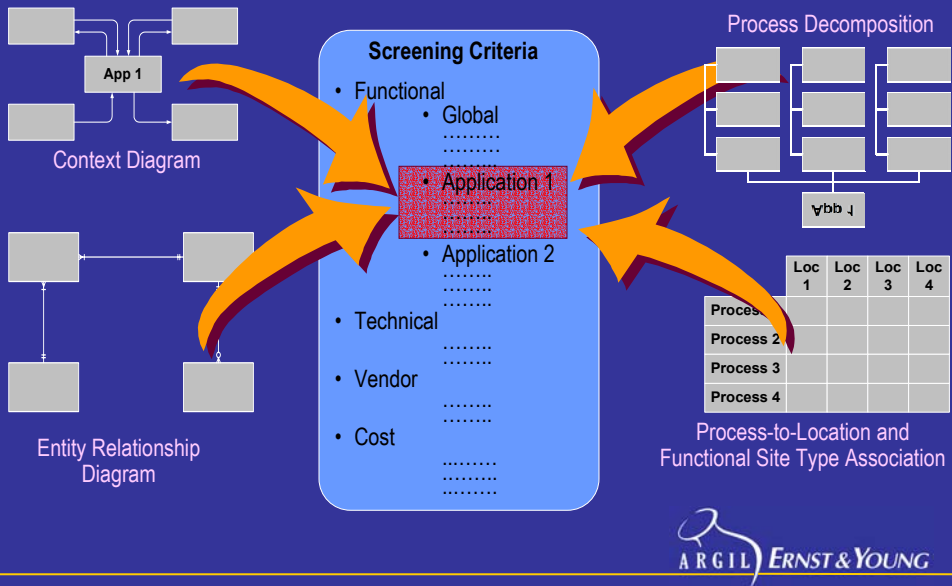 App 1
Context Diagram
Entity Relationship
Diagram
Screening Criteria
• Functional
• Global
………
……...
• Application 1
……..
……..
……..
• Application 2
……..
……..
……..
• Technical
……..
……..
• Vendor
……..
……..
• Cost
...……
……...
...……
Process Decomposition
App 1
Loc 1 Loc 2 Loc 3 Loc 4
Process
Process 2
Process 3
Process 4
Process-to-Location and
Functional Site Type Association
ARGIL ERNST & YOUNG